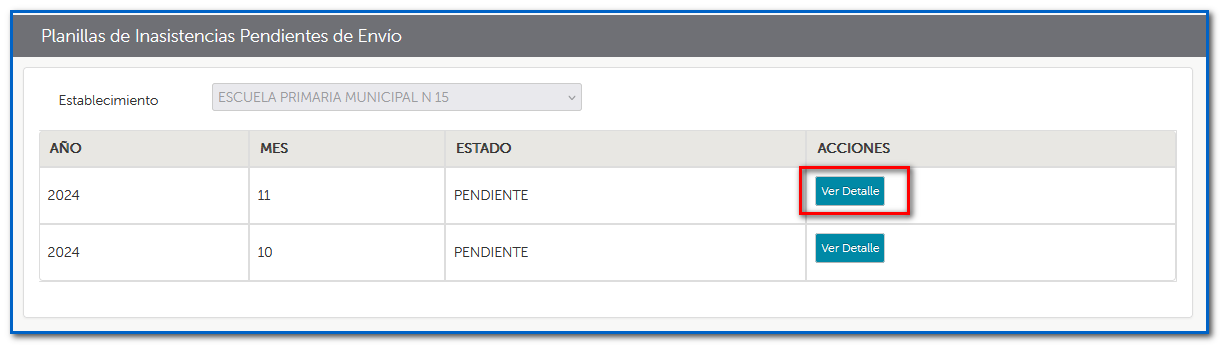 Planillas de Inasistencias Pendientes de Envío
Establecimiento ESCUELA PRIMARIA MUNICIPAL N 15
AÑO MES ESTADO ACCIONES
2024 11 PENDIENTE Ver Detalle
2024 10 PENDIENTE Ver Detalle